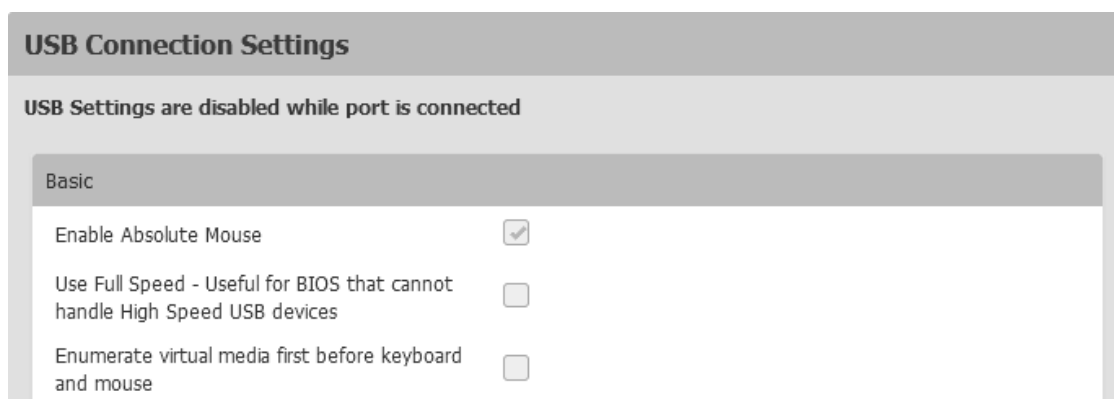 USB Connection Settings
USB Settings are disabled while port is connected
Basic
Enable Absolute Mouse
Use Full Speed - Useful for BIOS that cannot
handle High Speed USB devices
Enumerate virtual media first before keyboard
and mouse